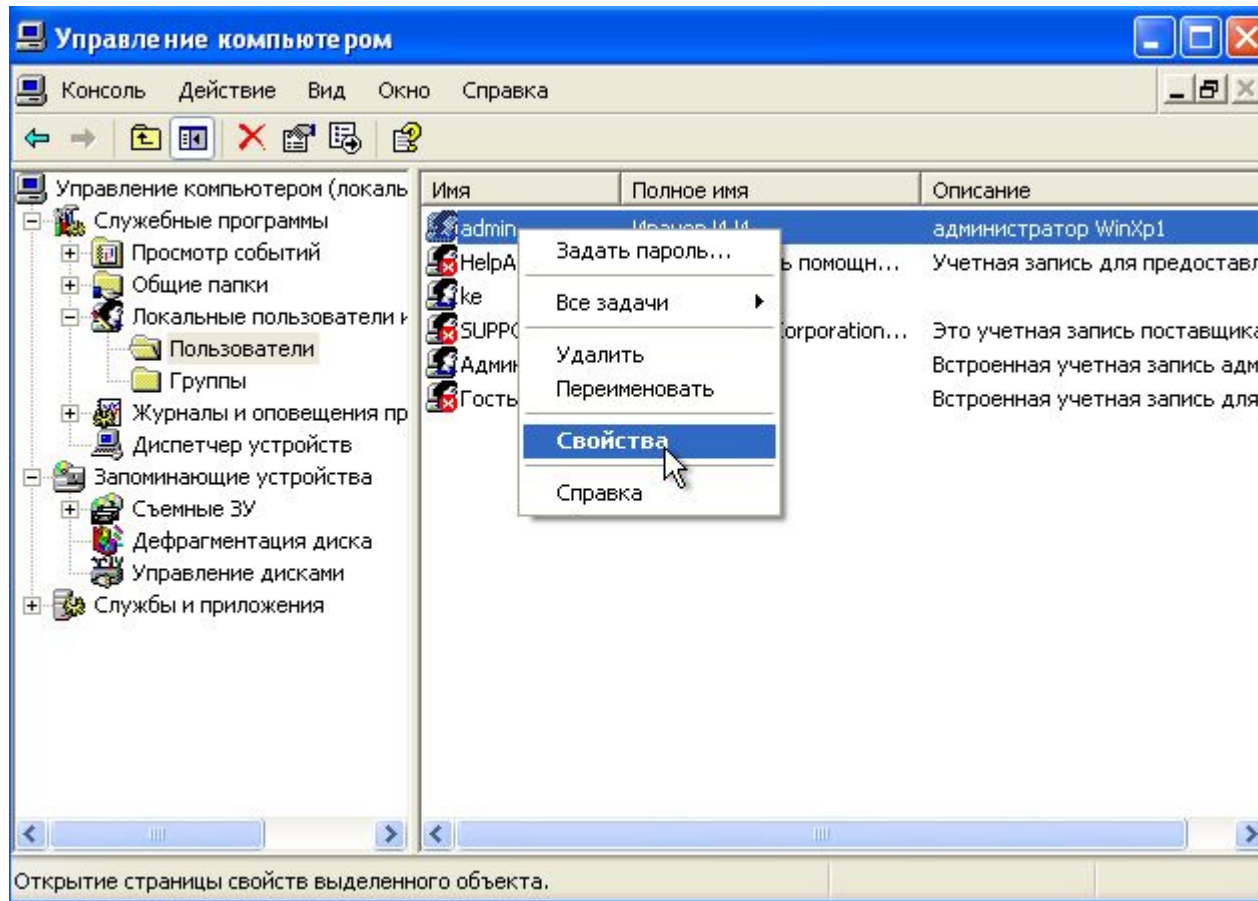 Управление компьютером
Консоль Действие Вид Окно Справка
Управление компьютером (локаль
Служебные программы
Просмотр событий
Общие папки
Локальные пользователи и
Пользователи
Группы
Журналы и оповещения пр
Диспетчер устройств
Запоминающие устройства
Съемные ЗУ
Дефрагментация диска
Управление дисками
Службы и приложения
Имя Полное имя Описание
admin администратор WinXp1
HelpA ь помощн... Учетная запись для предоставл
ke
SUPPO orporation... Это учетная запись поставщика
Админ Встроенная учетная запись адм
Гость Встроенная учетная запись для
Задать пароль...
Все задачи
Удалить
Переименовать
Свойства
Справка
Открытие страницы свойств выделенного объекта.